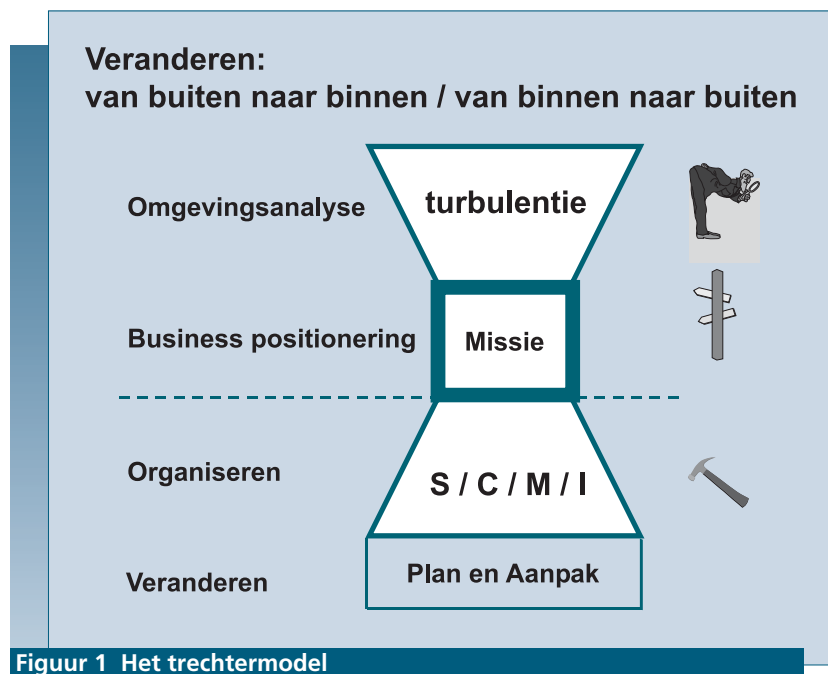 Veranderen:
van buiten naar binnen / van binnen naar buiten
Omgevingsanalyse
turbulentie
Business positionering
Missie
Organiseren
S / C / M / I
Veranderen
Plan en Aanpak
Figuur 1 Het trechtermodel